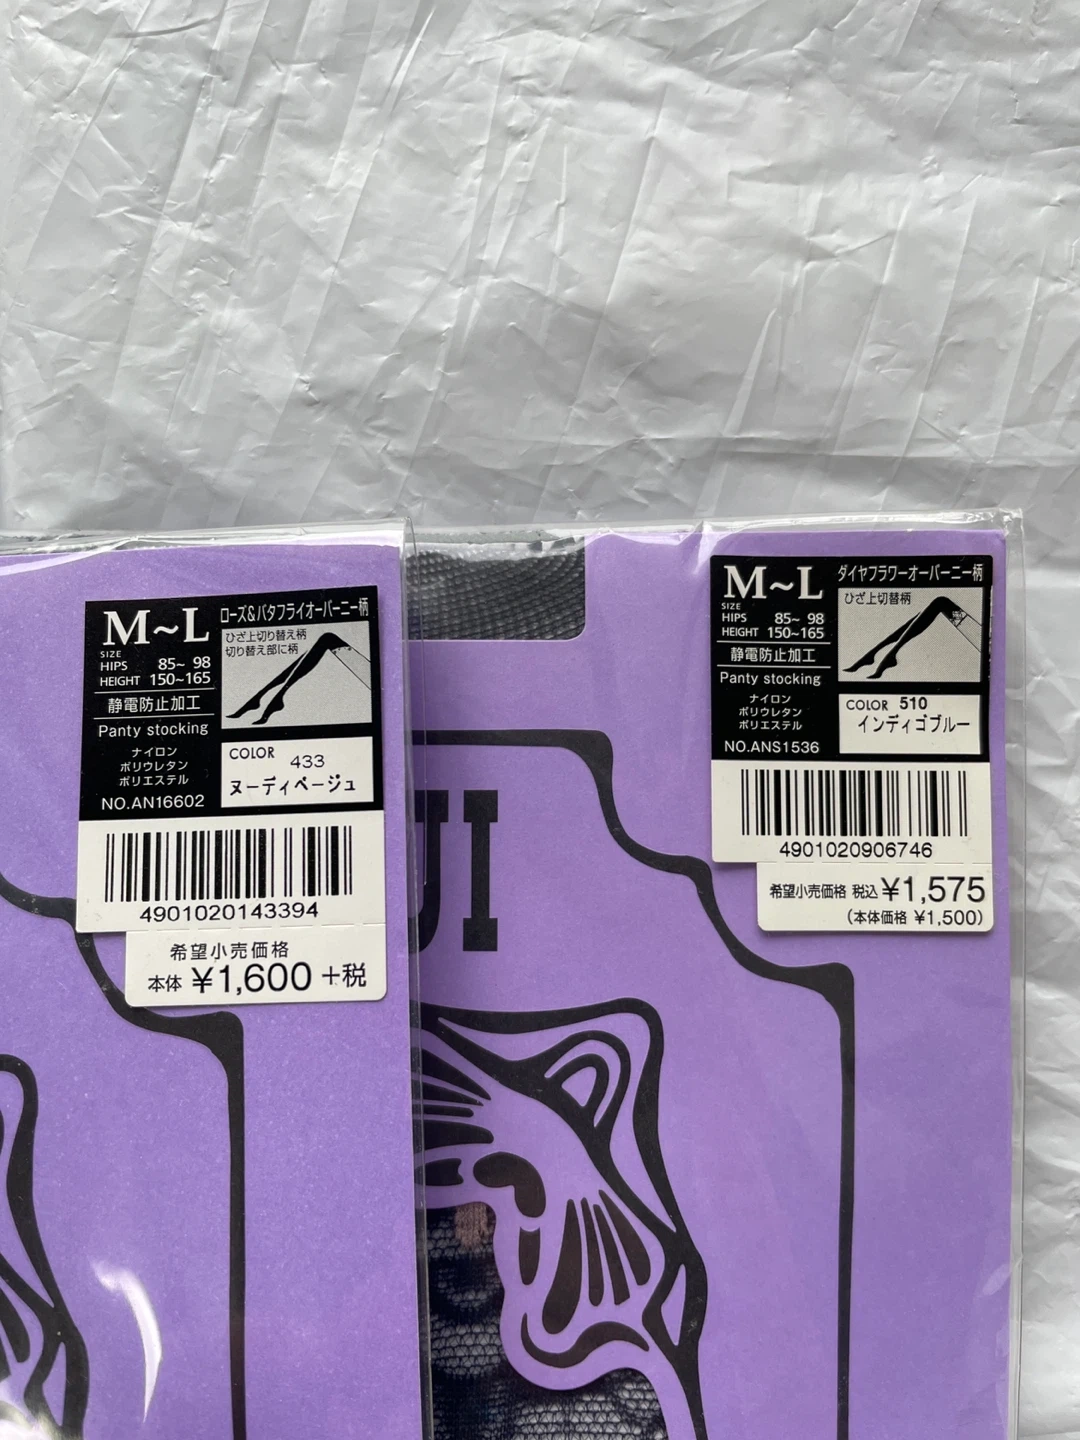 M~L
SIZE
HIPS 85~ 98
HEIGHT 150~165
静電防止加工
Panty stocking
ナイロン
ポリウレタン
ポリエステル
NO.AN16602
ローズ&バタフライオーバーニー柄
ひざ上切り替え柄
切り替え部に柄
COLOR 433
ヌーディベージュ
4901020143394
希望小売価格
本体 ¥1,600 +税
UI
M~L
SIZE
HIPS 85~ 98
HEIGHT 150~165
静電防止加工
Panty stocking
ナイロン
ポリウレタン
ポリエステル
NO.ANS1536
ダイヤフラワーオーバーニー柄
ひざ上切替柄
COLOR 510
インディゴブルー
4901020906746
希望小売価格 税込 ¥1,575
(本体価格 ¥1,500)